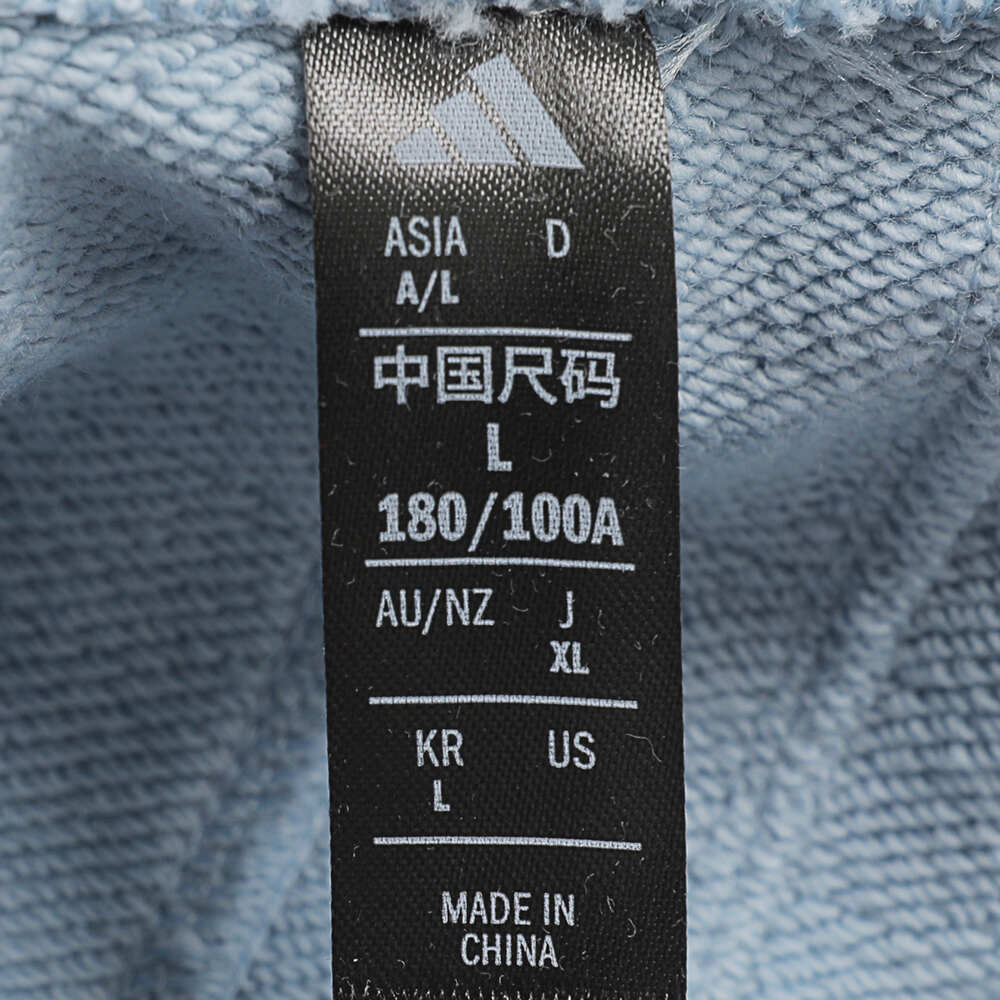 ASIA D
A/L
中国尺码
L
180/100A
AU/NZ J
XL
KR US
L
MADE IN
CHINA